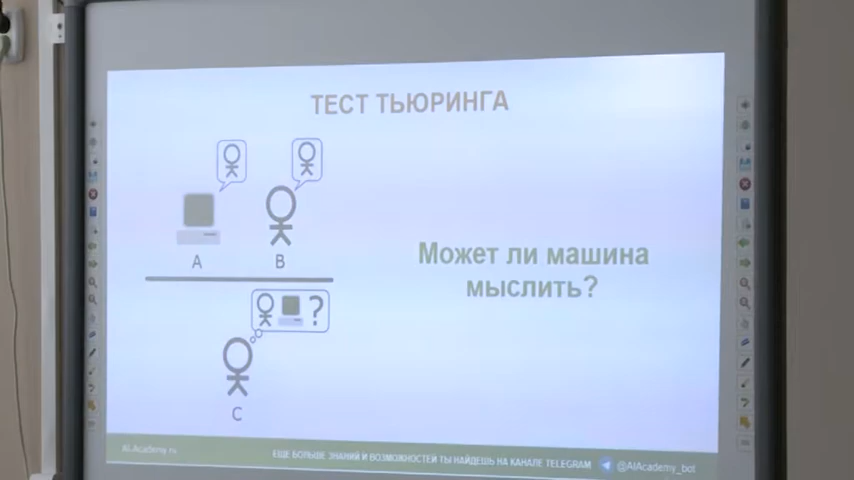 ТЕСТ ТЬЮРИНГА
A
B
Может ли машина
мыслить?
?
C
AI-Academy.ru
ЕЩЕ БОЛЬШЕ ЗНАНИЙ И ВОЗМОЖНОСТЕЙ ТЫ НАЙДЕШЬ НА КАНАЛЕ TELEGRAM
@AIAcademy_bot